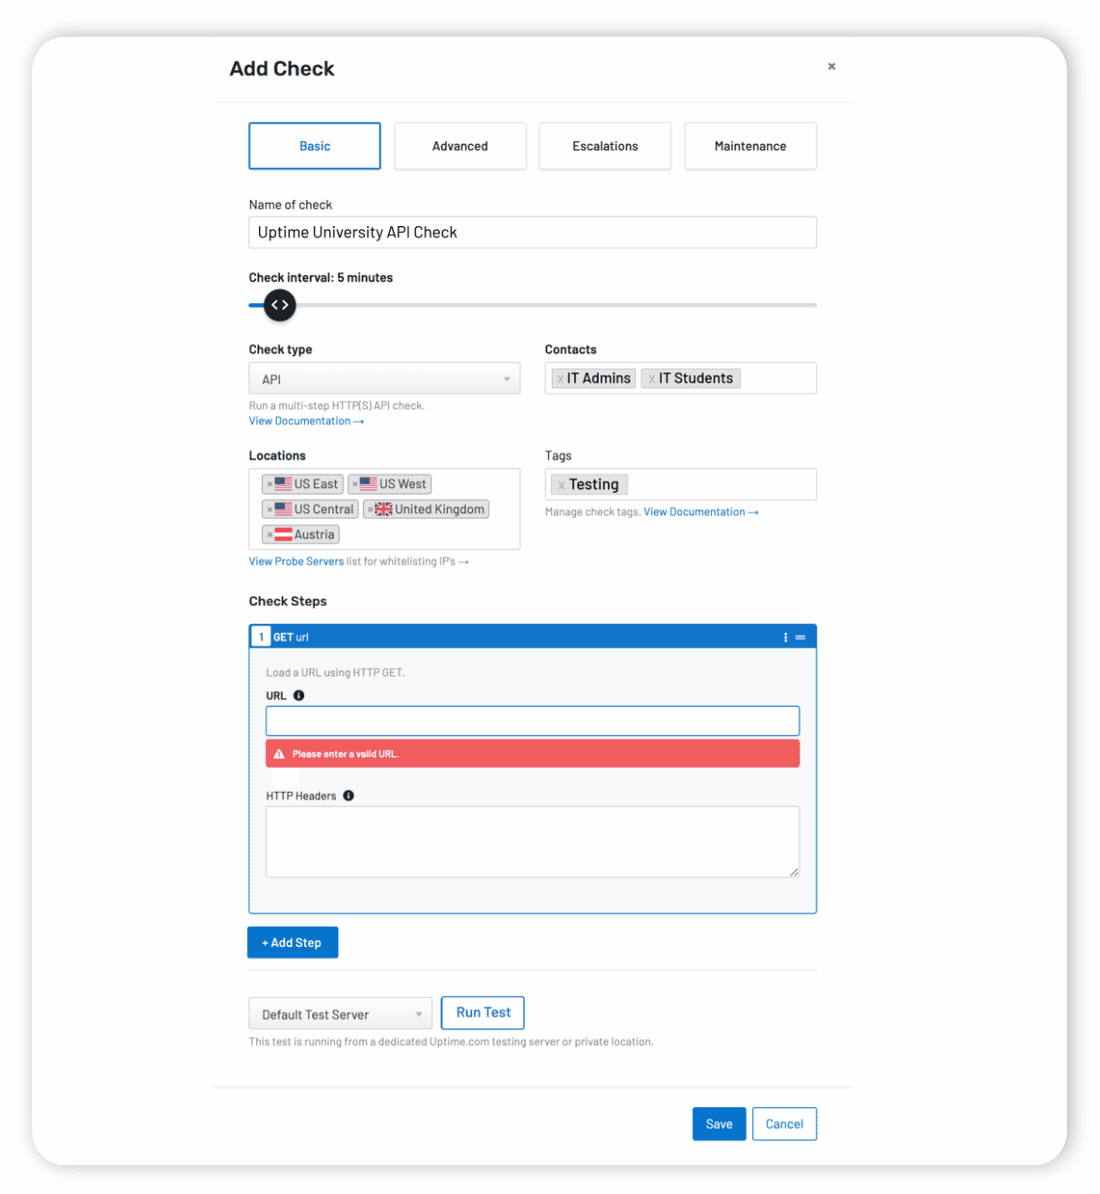 Add Check
×
Basic Advanced Escalations Maintenance
Name of check
Uptime University API Check
Check interval: 5 minutes
Check type
API
Run a multi-step HTTP(S) API check.
View Documentation →
Contacts
x IT Admins x IT Students
Locations
× US East × US West
× US Central × United Kingdom
× Austria
View Probe Servers list for whitelisting IP's →
Tags
x Testing
Manage check tags. View Documentation →
Check Steps
1 GET url
Load a URL using HTTP GET.
URL
Please enter a valid URL.
HTTP Headers
+ Add Step
Default Test Server Run Test
This test is running from a dedicated Uptime.com testing server or private location.
Save Cancel